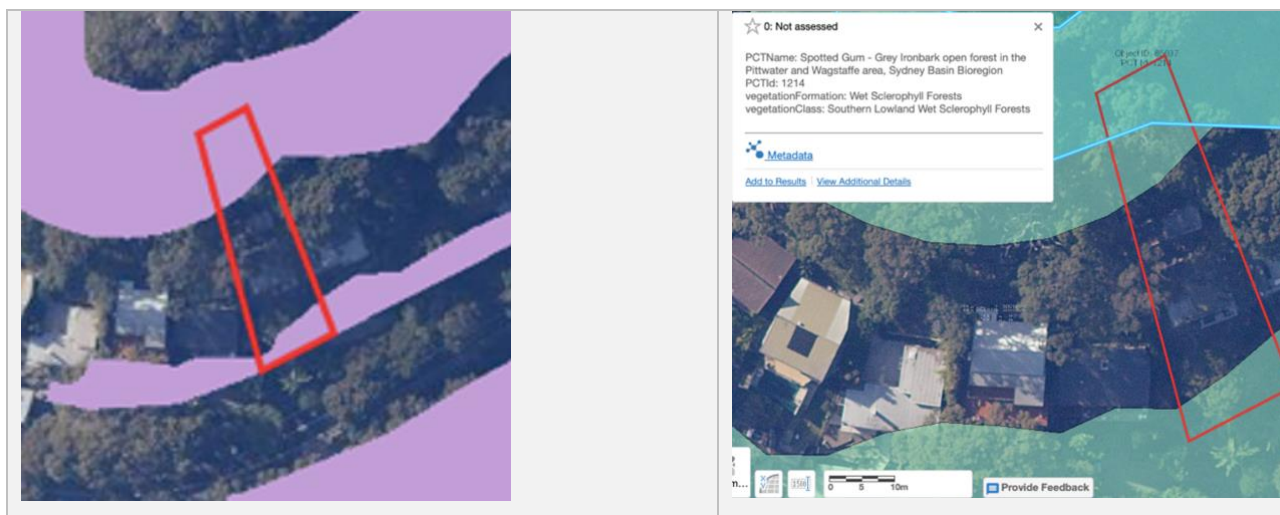 0: Not assessed
PCTName: Spotted Gum - Grey Ironbark open forest in the
Pittwater and Wagstaffe area, Sydney Basin Bioregion
PCTId: 1214
vegetationFormation: Wet Sclerophyll Forests
vegetationClass: Southern Lowland Wet Sclerophyll Forests
Metadata
Add to Results
View Additional Details
m...
0 5 10m
Provide Feedback